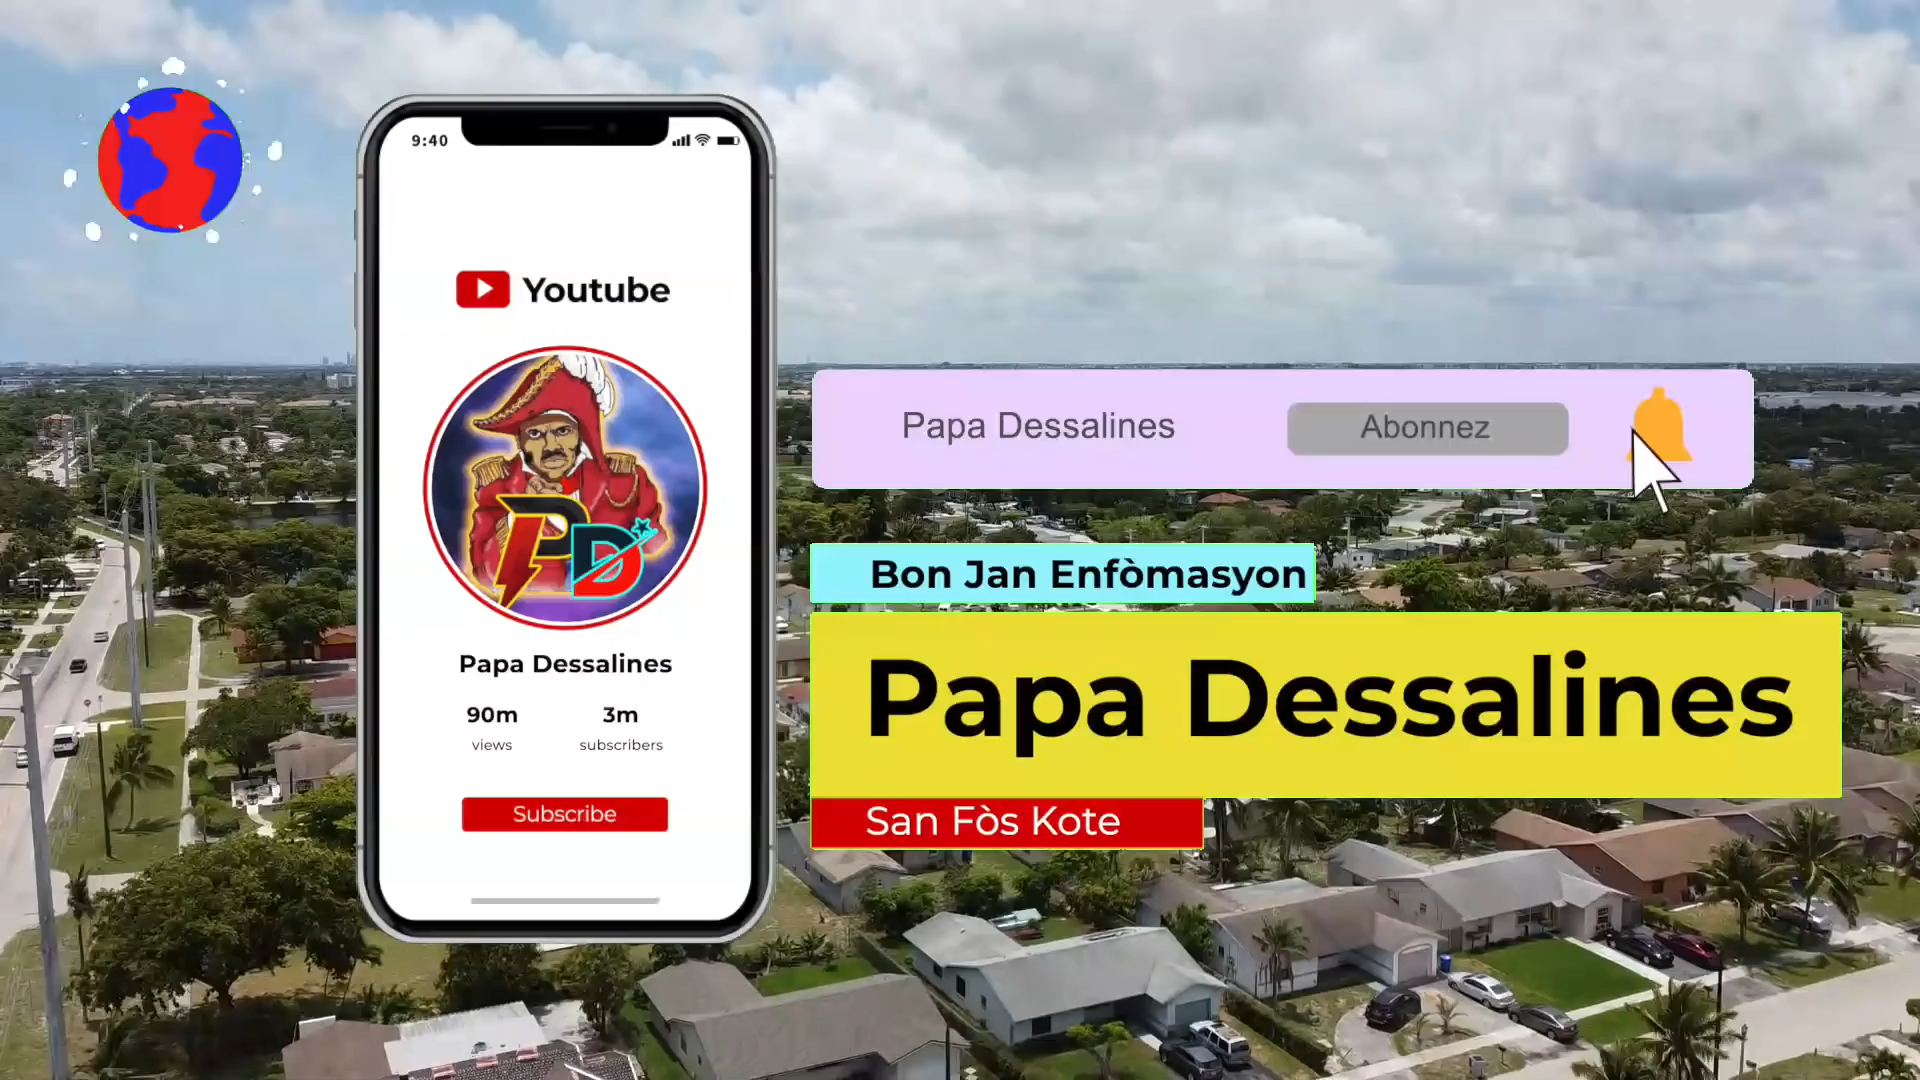 9:40
Youtube
PD
Papa Dessalines
90m
views
3m
subscribers
Subscribe
Papa Dessalines
Abonnez
Bon Jan Enfòmasyon
Papa Dessalines
San Fòs Kote